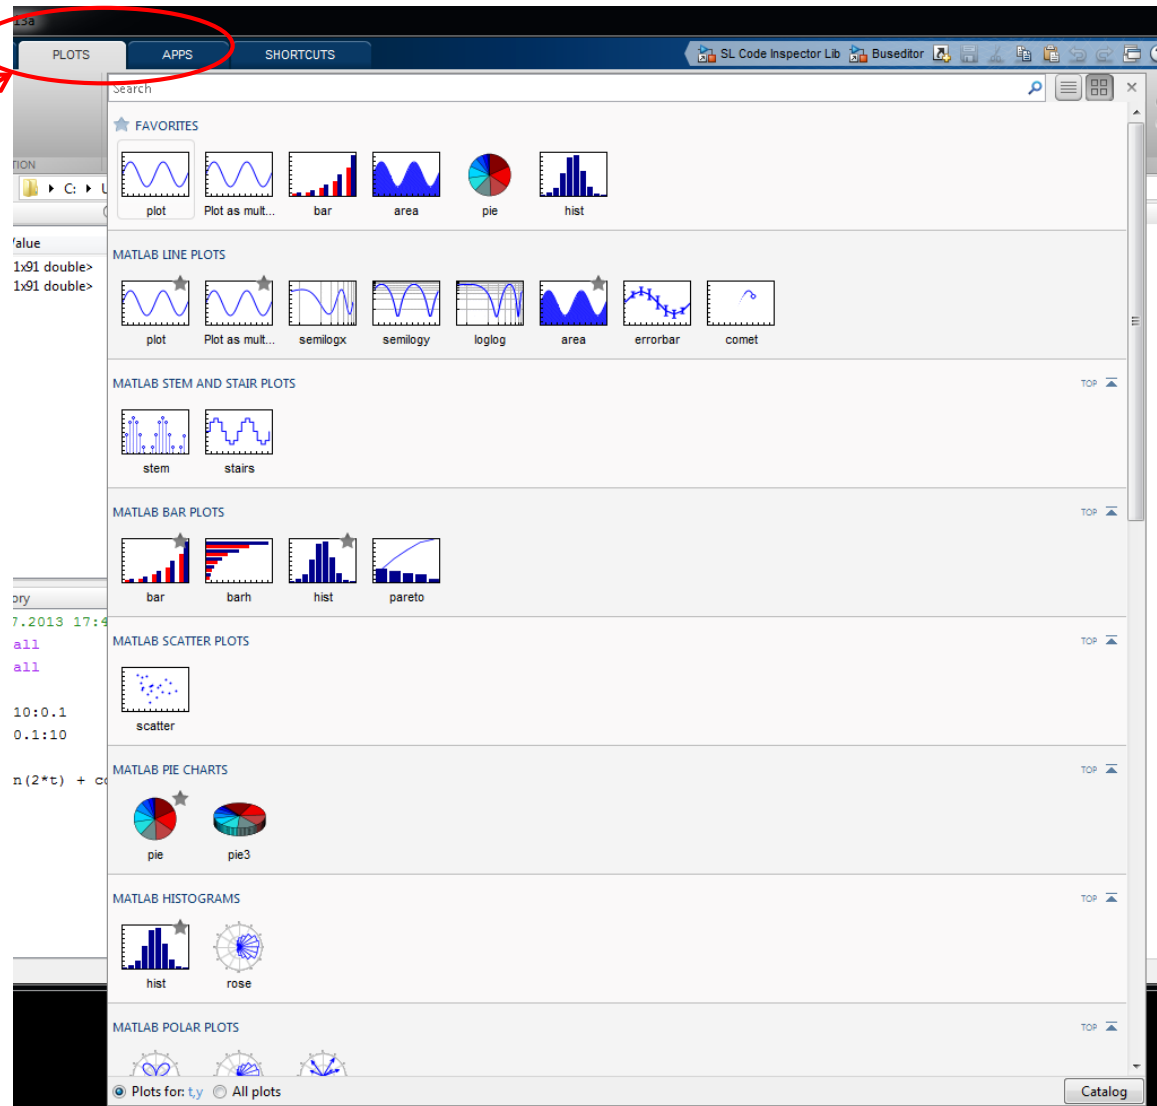 13a
PLOTS APPS SHORTCUTS SL Code Inspector Lib Buseditor
Search
FAVORITES
TION
C: U
plot Plot as mult... bar area pie hist
Value
MATLAB LINE PLOTS
1x91 double>
1x91 double>
plot Plot as mult... semilogx semilogy loglog area errorbar comet
MATLAB STEM AND STAIR PLOTS TOP
stem stairs
MATLAB BAR PLOTS TOP
bar barh hist pareto
ory
7.2013 17:4
all
MATLAB SCATTER PLOTS TOP
all
10:0.1
scatter
0.1:10
MATLAB PIE CHARTS TOP
n(2*t) + co
pie pie3
MATLAB HISTOGRAMS TOP
hist rose
MATLAB POLAR PLOTS TOP
Plots for: t,y All plots Catalog